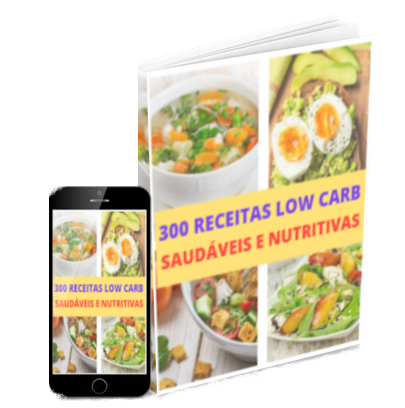 300 RECEITAS LOW CARB
SAUDÁVEIS E NUTRITIVAS
300 RECEITAS LOW CARB
SAUDÁVEIS E NUTRITIVAS